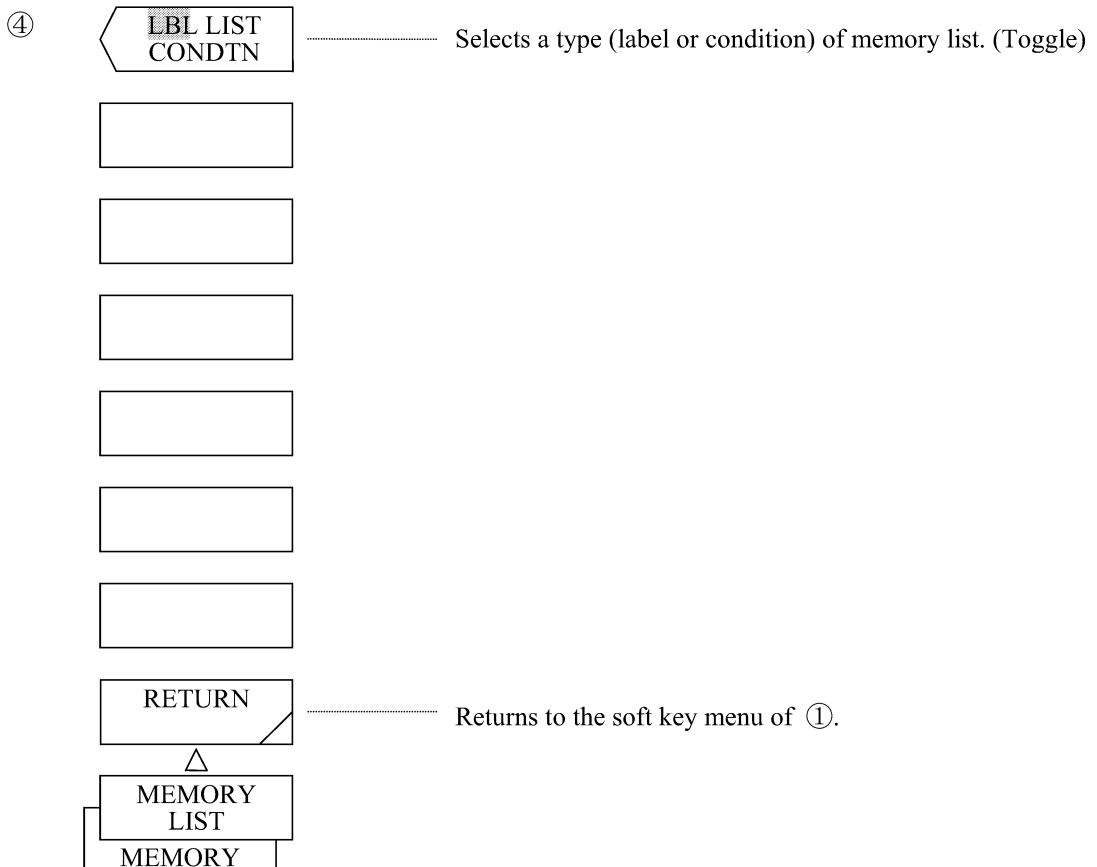 ④
LBL LIST
CONDTN
Selects a type (label or condition) of memory list. (Toggle)
RETURN
Returns to the soft key menu of ①.
MEMORY
LIST
MEMORY